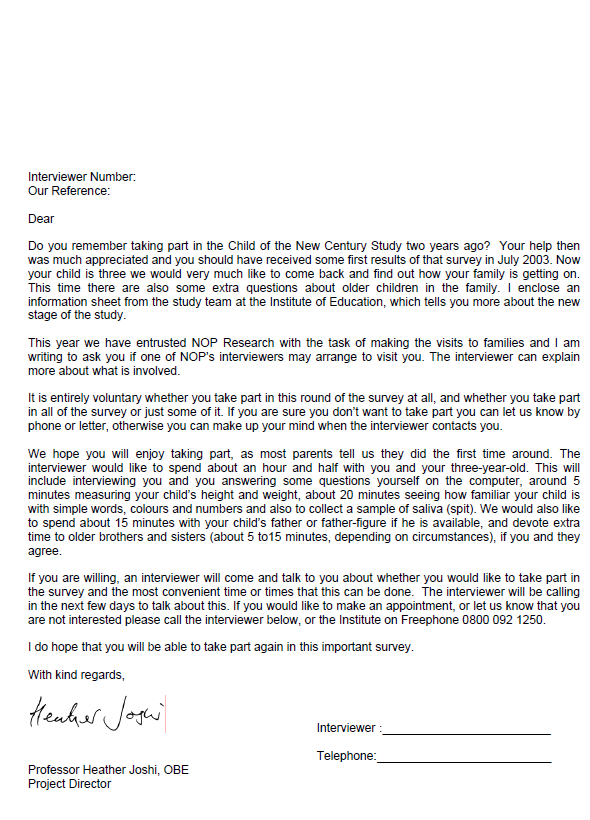 Interviewer Number:
Our Reference:
Dear
Do you remember taking part in the Child of the New Century Study two years ago?  Your help then
was much appreciated and you should have received some first results of that survey in July 2003. Now
your child is three we would very much like to come back and find out how your family is getting on.
This time there are also some extra questions about older children in the family. I enclose an
information sheet from the study team at the Institute of Education, which tells you more about the new
stage of the study.
This year we have entrusted NOP Research with the task of making the visits to families and I am
writing to ask you if one of NOP's interviewers may arrange to visit you. The interviewer can explain
more about what is involved.
It is entirely voluntary whether you take part in this round of the survey at all, and whether you take part
in all of the survey or just some of it. If you are sure you don't want to take part you can let us know by
phone or letter, otherwise you can make up your mind when the interviewer contacts you.
We hope you will enjoy taking part, as most parents tell us they did the first time around. The
interviewer would like to spend about an hour and half with you and your three-year-old. This will
include interviewing you and you answering some questions yourself on the computer, around 5
minutes measuring your child's height and weight, about 20 minutes seeing how familiar your child is
with simple words, colours and numbers and also to collect a sample of saliva (spit). We would also like
to spend about 15 minutes with your child's father or father-figure if he is available, and devote extra
time to older brothers and sisters (about 5 to15 minutes, depending on circumstances), if you and they
agree.
If you are willing, an interviewer will come and talk to you about whether you would like to take part in
the survey and the most convenient time or times that this can be done.  The interviewer will be calling
in the next few days to talk about this. If you would like to make an appointment, or let us know that you
are not interested please call the interviewer below, or the Institute on Freephone 0800 092 1250.
I do hope that you will be able to take part again in this important survey.
With kind regards,
Heather Joshi
Interviewer :
Telephone:
Professor Heather Joshi, OBE
Project Director